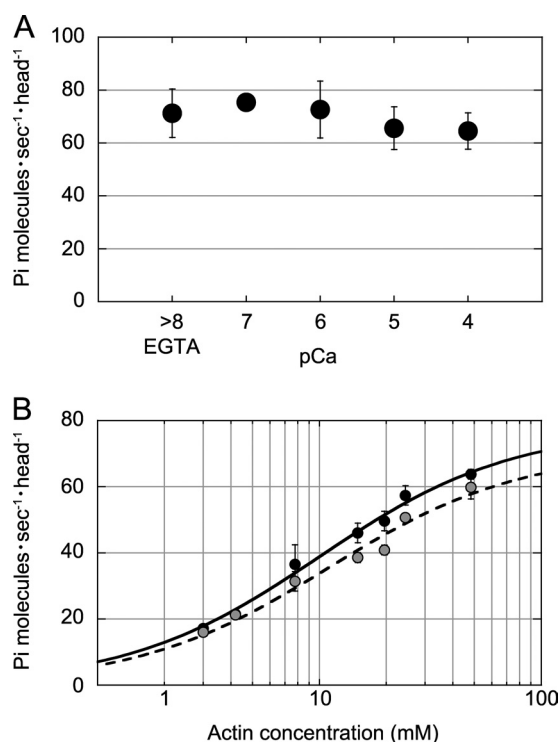 A
Pi molecules·sec⁻¹·head⁻¹
100
80
60
40
20
0
>8 7 6 5 4
EGTA
pCa
B
Pi molecules·sec⁻¹·head⁻¹
80
60
40
20
0
1 10 100
Actin concentration (mM)